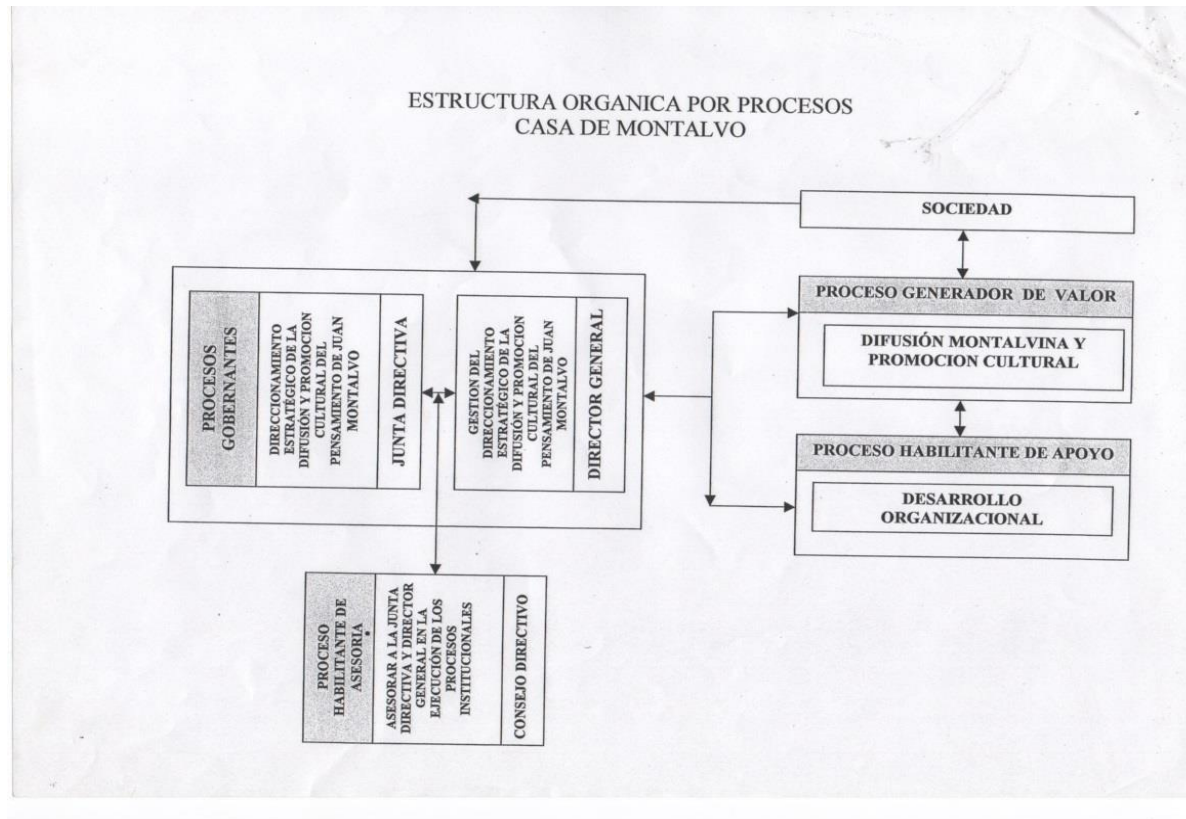 ESTRUCTURA ORGANICA POR PROCESOS
CASA DE MONTALVO
SOCIEDAD
PROCESOS
GOBERNANTES
DIRECCIONAMIENTO
ESTRATÉGICO DE LA
DIFUSIÓN Y PROMOCION
CULTURAL DEL
PENSAMIENTO DE JUAN
MONTALVO
JUNTA DIRECTIVA
GESTION DEL
DIRECCIONAMIENTO
ESTRATÉGICO DE LA
DIFUSIÓN Y PROMOCION
CULTURAL DEL
PENSAMIENTO DE JUAN
MONTALVO
DIRECTOR GENERAL
PROCESO GENERADOR DE VALOR
DIFUSIÓN MONTALVINA Y
PROMOCION CULTURAL
PROCESO HABILITANTE DE APOYO
DESARROLLO
ORGANIZACIONAL
PROCESO
HABILITANTE DE
ASESORIA
ASESORAR A LA JUNTA
DIRECTIVA Y DIRECTOR
GENERAL EN LA
EJECUCIÓN DE LOS
PROCESOS
INSTITUCIONALES
CONSEJO DIRECTIVO